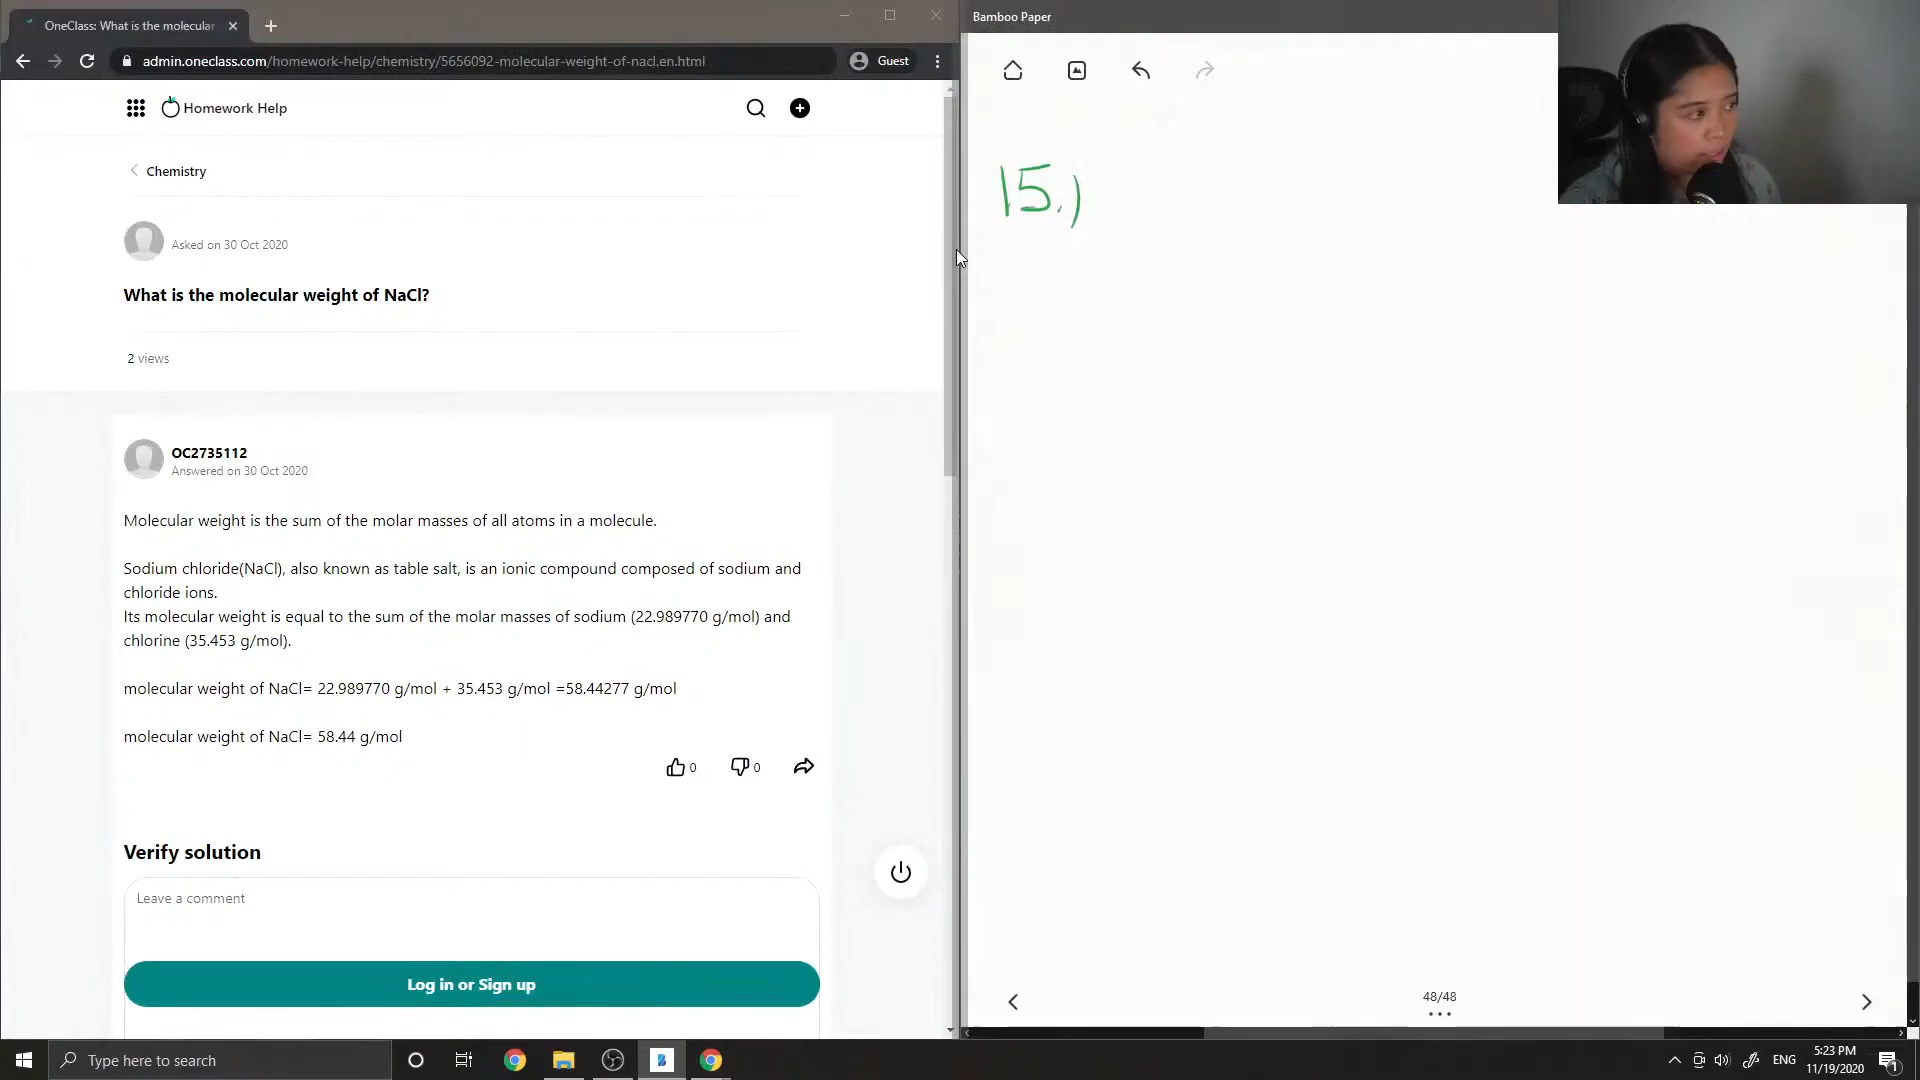 OneClass: What is the molecular
Bamboo Paper
admin.oneclass.com/homework-help/chemistry/5656092-molecular-weight-of-nacl.en.html
Guest
Homework Help
Chemistry
15.)
Asked on 30 Oct 2020
What is the molecular weight of NaCl?
2 views
OC2735112
Answered on 30 Oct 2020
Molecular weight is the sum of the molar masses of all atoms in a molecule.
Sodium chloride(NaCl), also known as table salt, is an ionic compound composed of sodium and
chloride ions.
Its molecular weight is equal to the sum of the molar masses of sodium (22.989770 g/mol) and
chlorine (35.453 g/mol).
molecular weight of NaCl= 22.989770 g/mol + 35.453 g/mol =58.44277 g/mol
molecular weight of NaCl= 58.44 g/mol
0
0
Verify solution
Leave a comment
Log in or Sign up
48/48
Type here to search
ENG
5:23 PM
11/19/2020
1